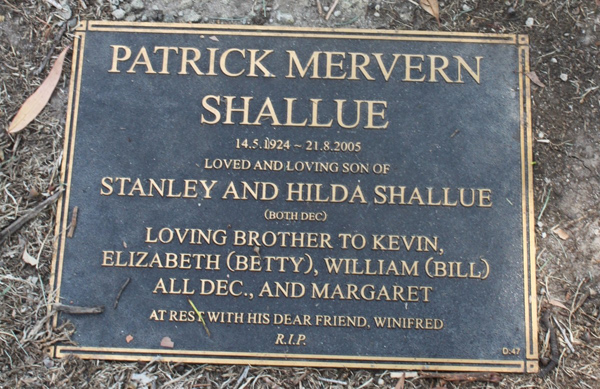 PATRICK MERVERN
SHALLUE
14.5.1924 ~ 21.8.2005
LOVED AND LOVING SON OF
STANLEY AND HILDA SHALLUE
(BOTH DEC)
LOVING BROTHER TO KEVIN,
ELIZABETH (BETTY), WILLIAM (BILL)
ALL DEC., AND MARGARET
AT REST WITH HIS DEAR FRIEND, WINIFRED
R.I.P.
D:47